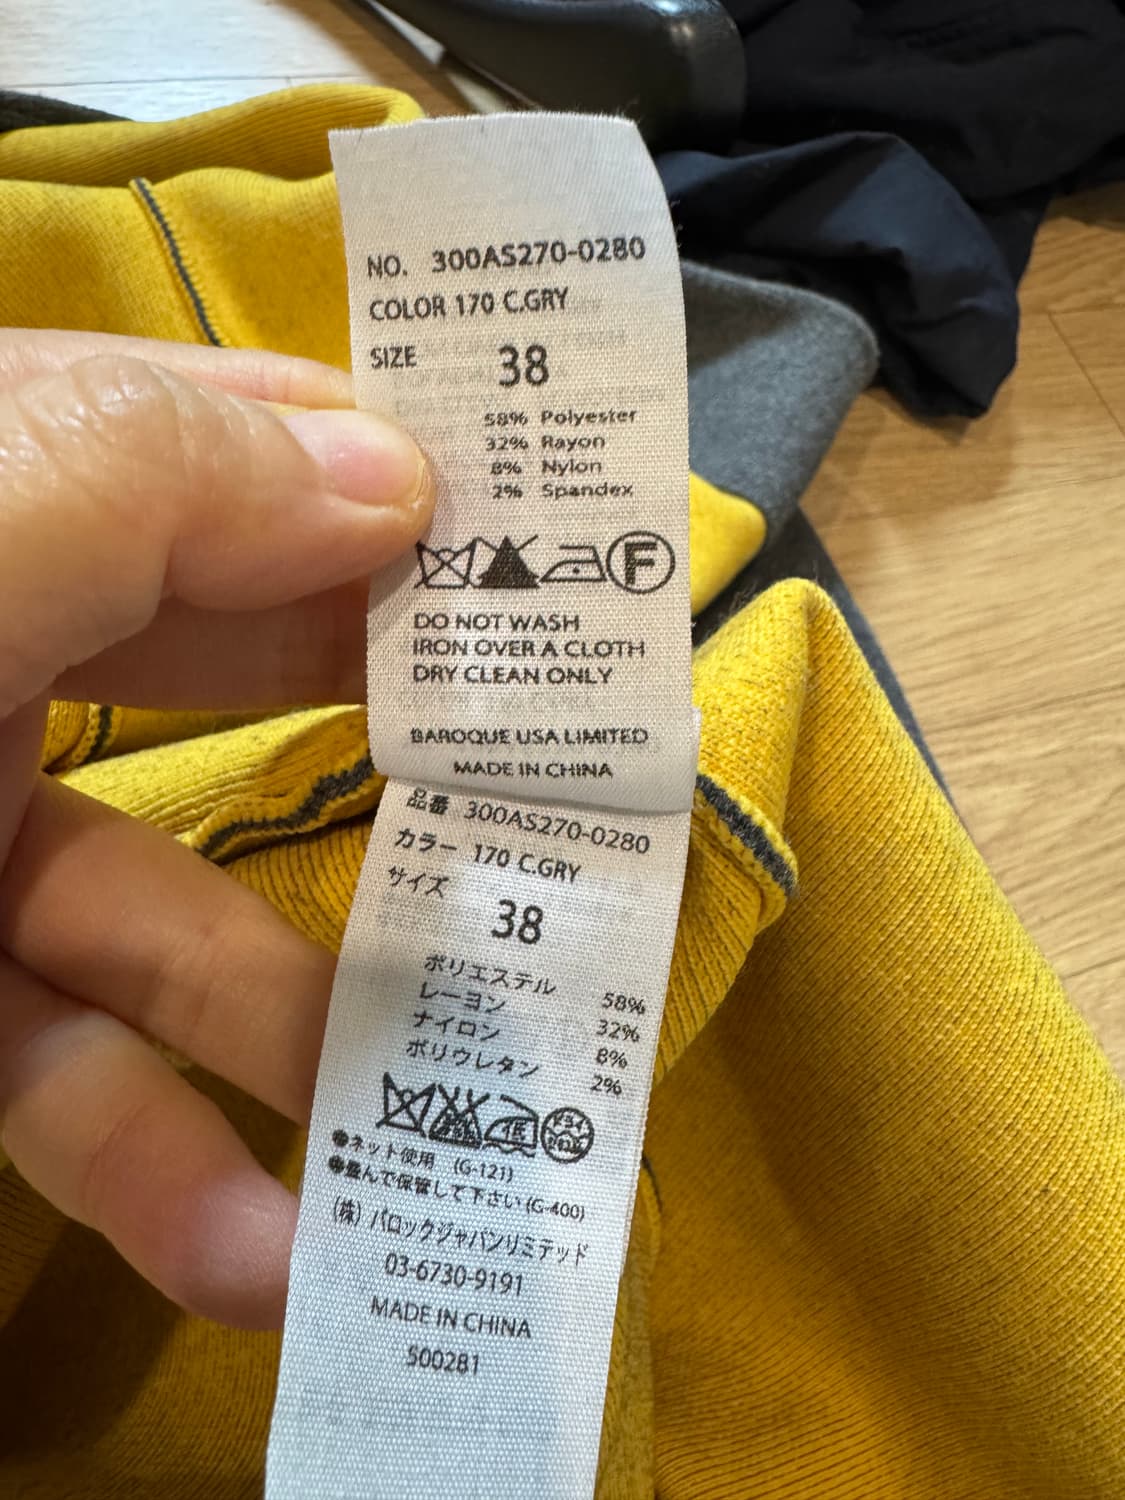 NO. 300AS270-0280
COLOR 170 C.GRY
SIZE 38
58% Polyester
32% Rayon
8% Nylon
2% Spandex
F
DO NOT WASH
IRON OVER A CLOTH
DRY CLEAN ONLY
BAROQUE USA LIMITED
MADE IN CHINA
品番 300AS270-0280
カラー 170 C.GRY
サイズ
38
ポリエステル 58%
レーヨン 32%
ナイロン 8%
ポリウレタン 2%
●ネット使用 (G-121)
●畳んで保管して下さい (G-400)
(株) バロックジャパンリミテッド
03-6730-9191
MADE IN CHINA
500281